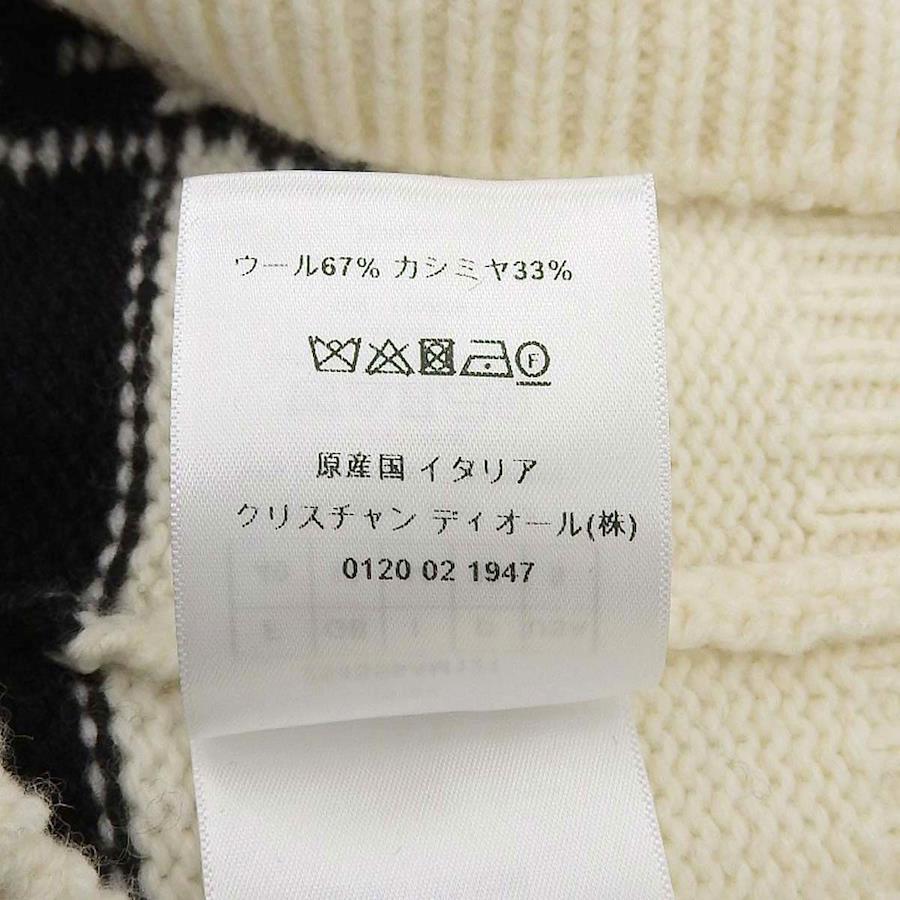 ウール67% カシミヤ33%
F
原産国 イタリア
クリスチャン ディオール(株)
0120 02 1947